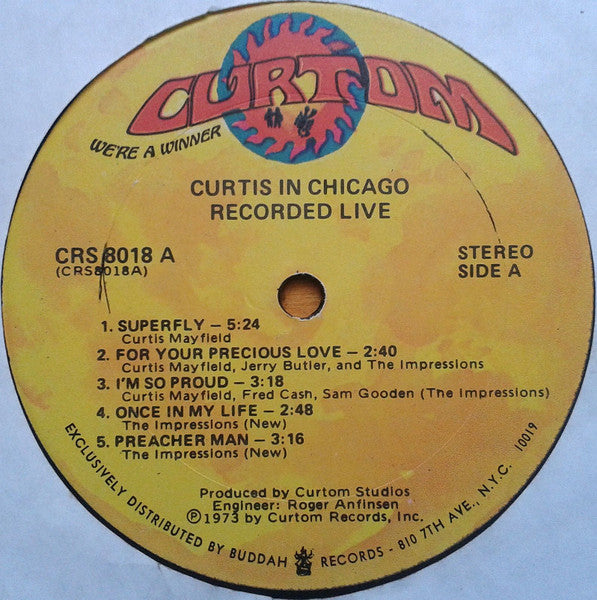 CURTOM
WE'RE A WINNER
CURTIS IN CHICAGO
RECORDED LIVE
CRS 8018 A
(CRS8018A)
STEREO
SIDE A
1. SUPERFLY – 5:24
Curtis Mayfield
2. FOR YOUR PRECIOUS LOVE – 2:40
Curtis Mayfield, Jerry Butler, and The Impressions
3. I'M SO PROUD – 3:18
Curtis Mayfield, Fred Cash, Sam Gooden (The Impressions)
4. ONCE IN MY LIFE – 2:48
The Impressions (New)
5. PREACHER MAN – 3:16
The Impressions (New)
Produced by Curtom Studios
Engineer: Roger Anfinsen
℗1973 by Curtom Records, Inc.
EXCLUSIVELY DISTRIBUTED BY BUDDAH RECORDS - 810 7TH AVE., N.Y.C. 10019